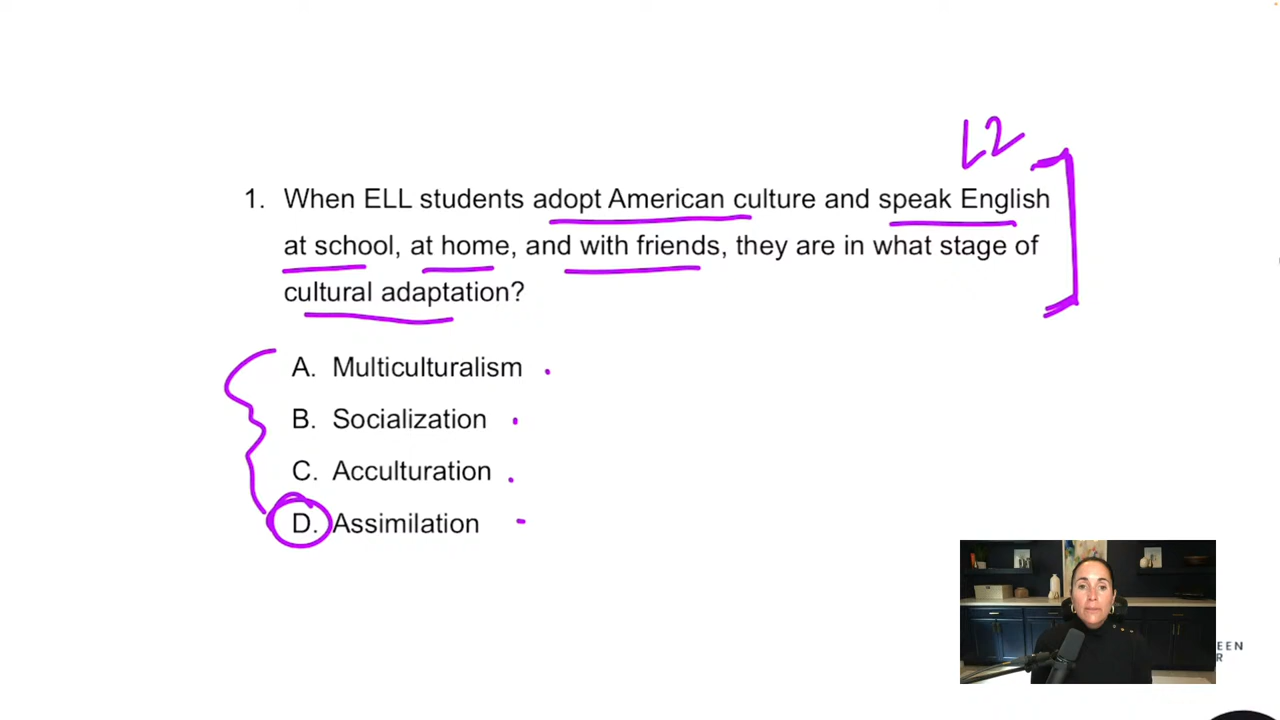 L2
1. When ELL students adopt American culture and speak English
at school, at home, and with friends, they are in what stage of
cultural adaptation?
A. Multiculturalism
B. Socialization
C. Acculturation
D. Assimilation
EEN
R